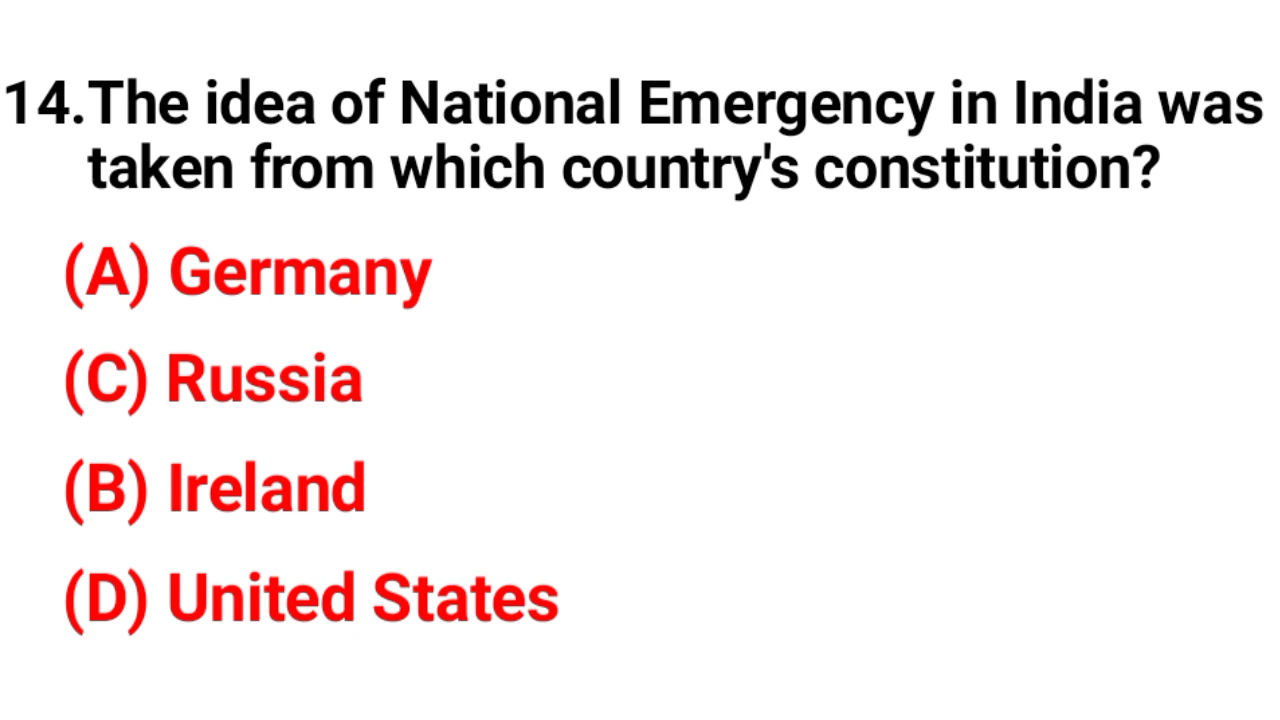 14.The idea of National Emergency in India was
taken from which country's constitution?
(A) Germany
(C) Russia
(B) Ireland
(D) United States